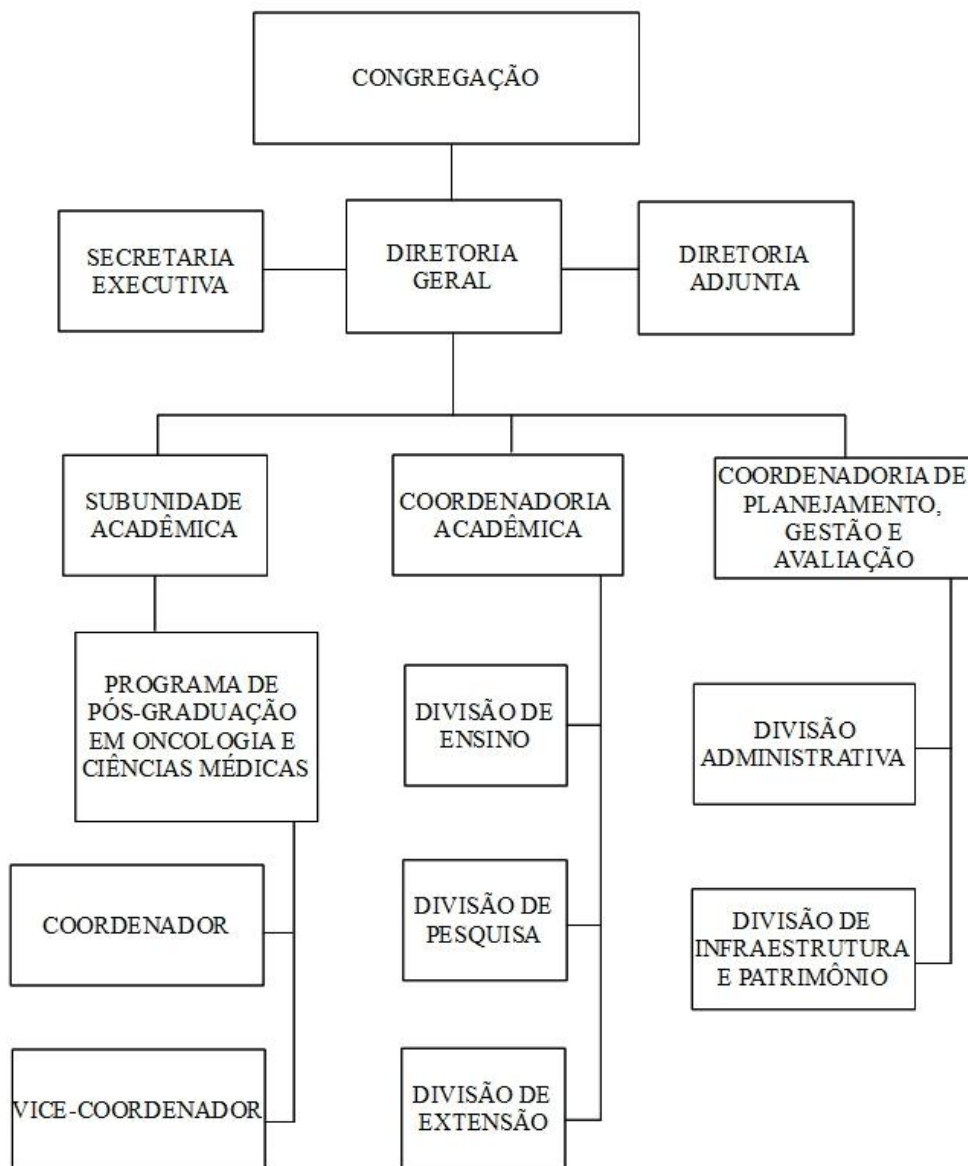 CONGREGAÇÃO
SECRETARIA
EXECUTIVA
DIRETORIA
GERAL
DIRETORIA
ADJUNTA
SUBUNIDADE
ACADÊMICA
COORDENADORIA
ACADÊMICA
COORDENADORIA DE
PLANEJAMENTO,
GESTÃO E
AVALIAÇÃO
PROGRAMA DE
PÓS-GRADUAÇÃO
EM ONCOLOGIA E
CIÊNCIAS MÉDICAS
DIVISÃO DE
ENSINO
DIVISÃO
ADMINISTRATIVA
COORDENADOR
DIVISÃO DE
PESQUISA
DIVISÃO DE
INFRAESTRUTURA
E PATRIMÔNIO
VICE-COORDENADOR
DIVISÃO DE
EXTENSÃO